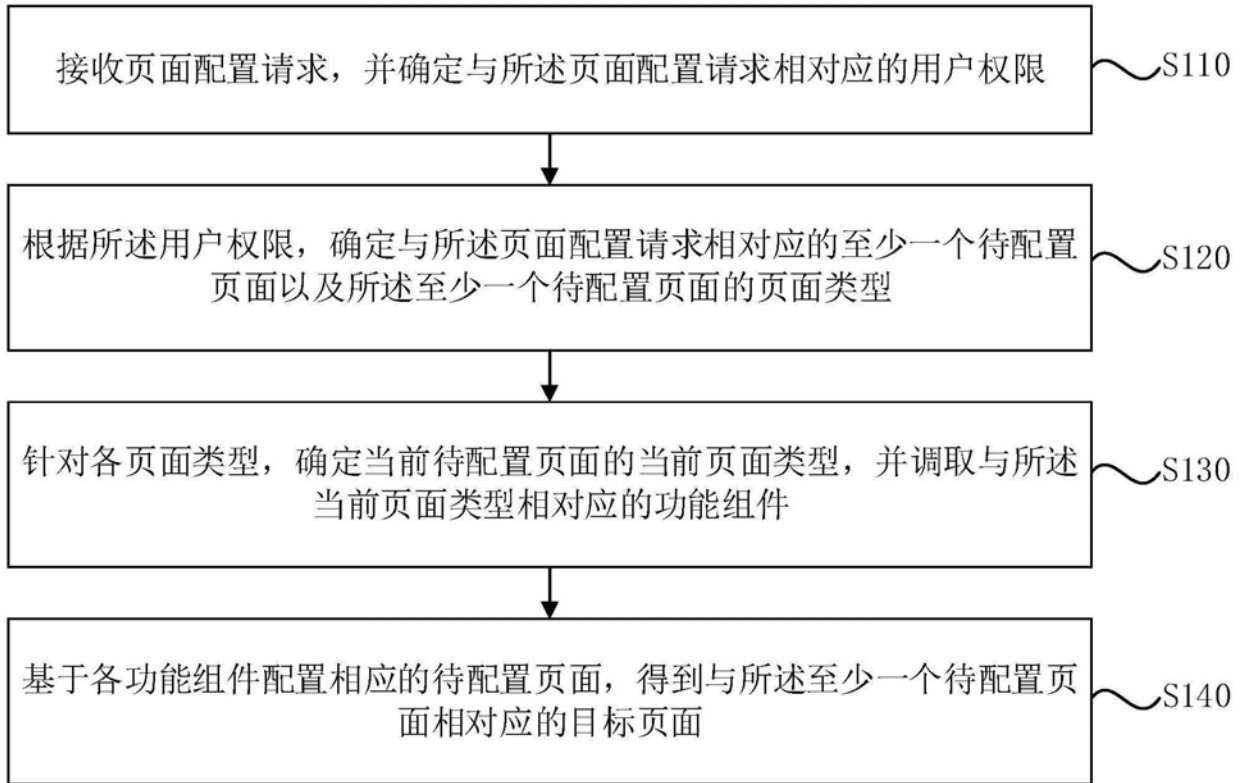 接收页面配置请求，并确定与所述页面配置请求相对应的用户权限
S110
根据所述用户权限，确定与所述页面配置请求相对应的至少一个待配置
页面以及所述至少一个待配置页面的页面类型
S120
针对各页面类型，确定当前待配置页面的当前页面类型，并调取与所述
当前页面类型相对应的功能组件
S130
基于各功能组件配置相应的待配置页面，得到与所述至少一个待配置页
面相对应的目标页面
S140